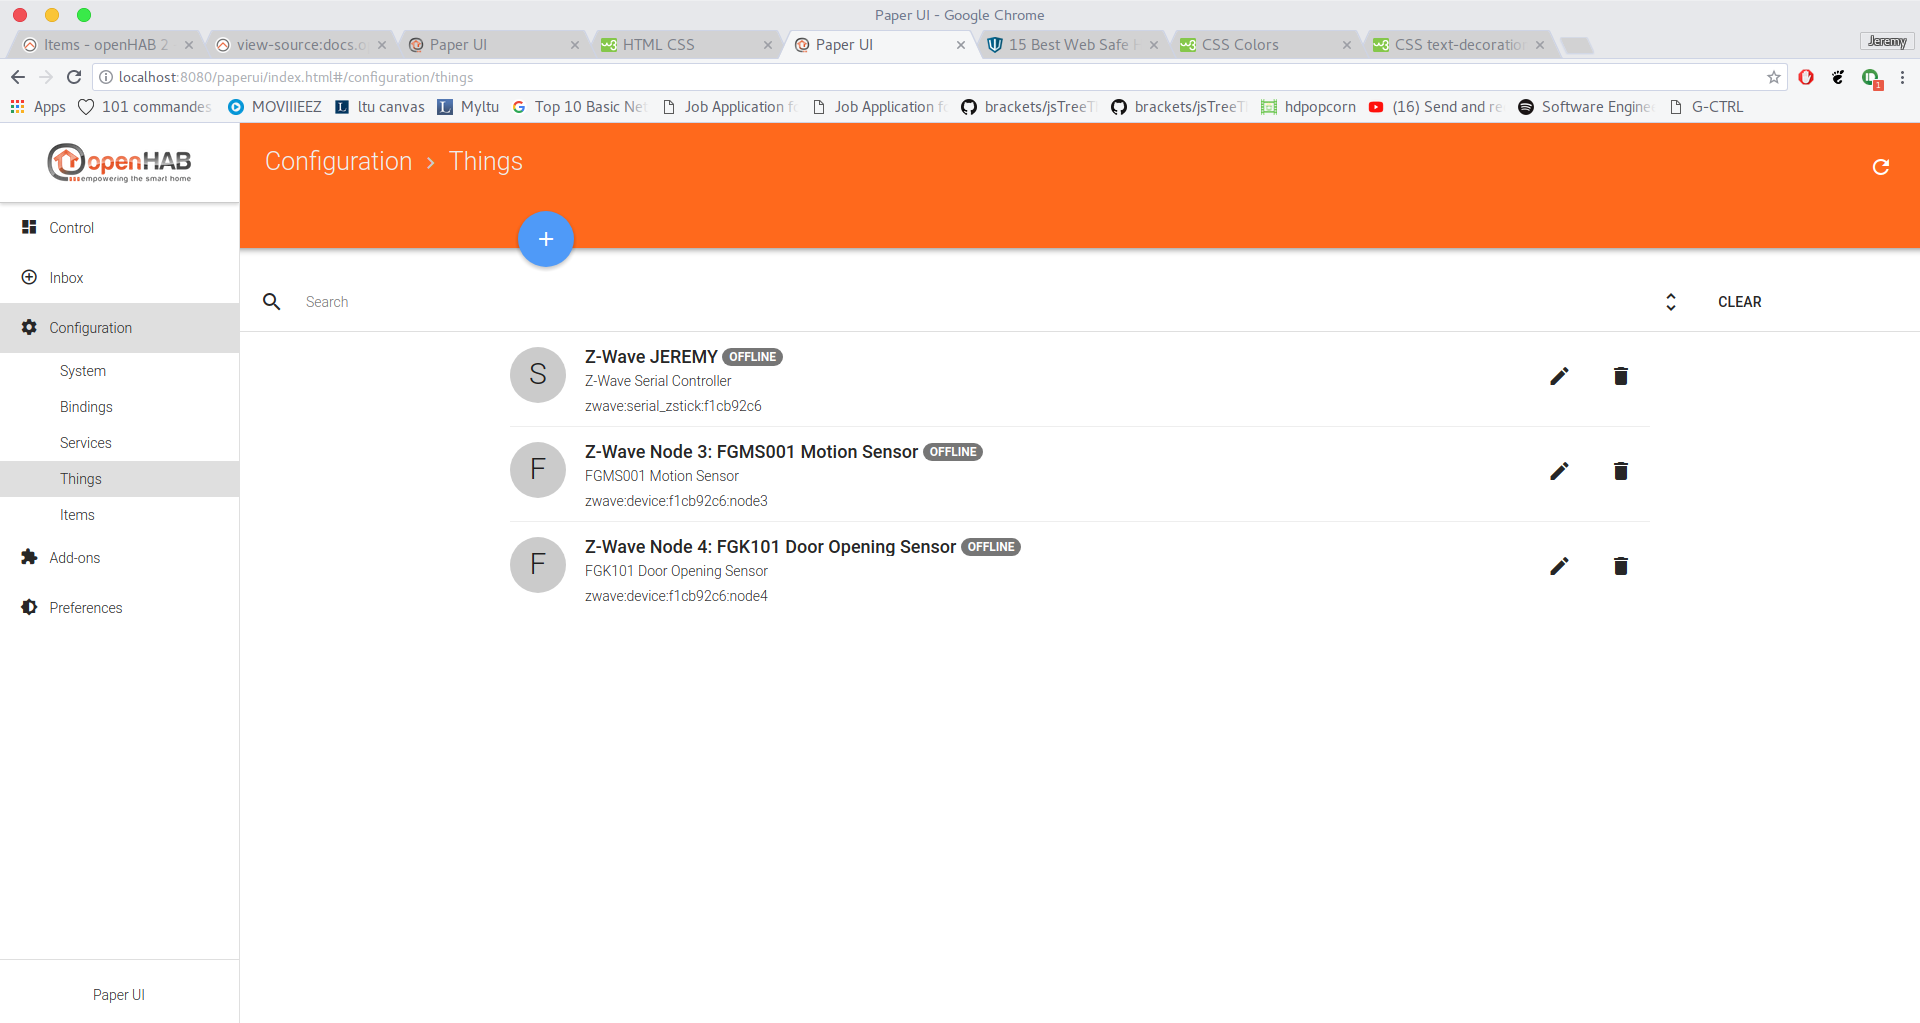 Paper UI - Google Chrome
Items - openHAB 2
view-source:docs.o
Paper UI
HTML CSS
Paper UI
15 Best Web Safe
CSS Colors
CSS text-decoratio
Jeremy
localhost:8080/paperui/index.html#/configuration/things
1
Apps
101 commandes
MOVIIIEEZ
ltu canvas
Myltu
Top 10 Basic Net
Job Application fo
Job Application fo
brackets/jsTreeT
brackets/jsTreeT
hdpopcorn
(16) Send and re
Software Engine
G-CTRL
openHAB
empowering the smart home
Configuration > Things
Control
Inbox
Configuration
System
Bindings
Services
Things
Items
Add-ons
Preferences
Paper UI
Search
CLEAR
S
Z-Wave JEREMY OFFLINE
Z-Wave Serial Controller
zwave:serial_zstick:f1cb92c6
F
Z-Wave Node 3: FGMS001 Motion Sensor OFFLINE
FGMS001 Motion Sensor
zwave:device:f1cb92c6:node3
F
Z-Wave Node 4: FGK101 Door Opening Sensor OFFLINE
FGK101 Door Opening Sensor
zwave:device:f1cb92c6:node4